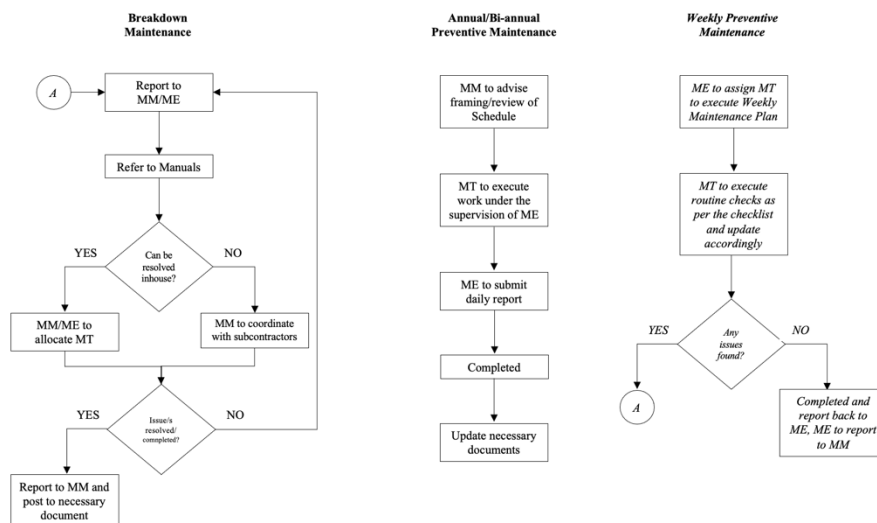 Breakdown
Maintenance
A
Report to
MM/ME
Refer to Manuals
YES
Can be
resolved
inhouse?
NO
MM/ME to
allocate MT
MM to coordinate
with subcontractors
YES
Issue/s
resolved/
completed?
NO
Report to MM and
post to necessary
document
Annual/Bi-annual
Preventive Maintenance
MM to advise
framing/review of
Schedule
MT to execute
work under the
supervision of ME
ME to submit
daily report
Completed
Update necessary
documents
Weekly Preventive
Maintenance
ME to assign MT
to execute Weekly
Maintenance Plan
MT to execute
routine checks as
per the checklist
and update
accordingly
YES
Any
issues
found?
NO
A
Completed and
report back to
ME, ME to report
to MM